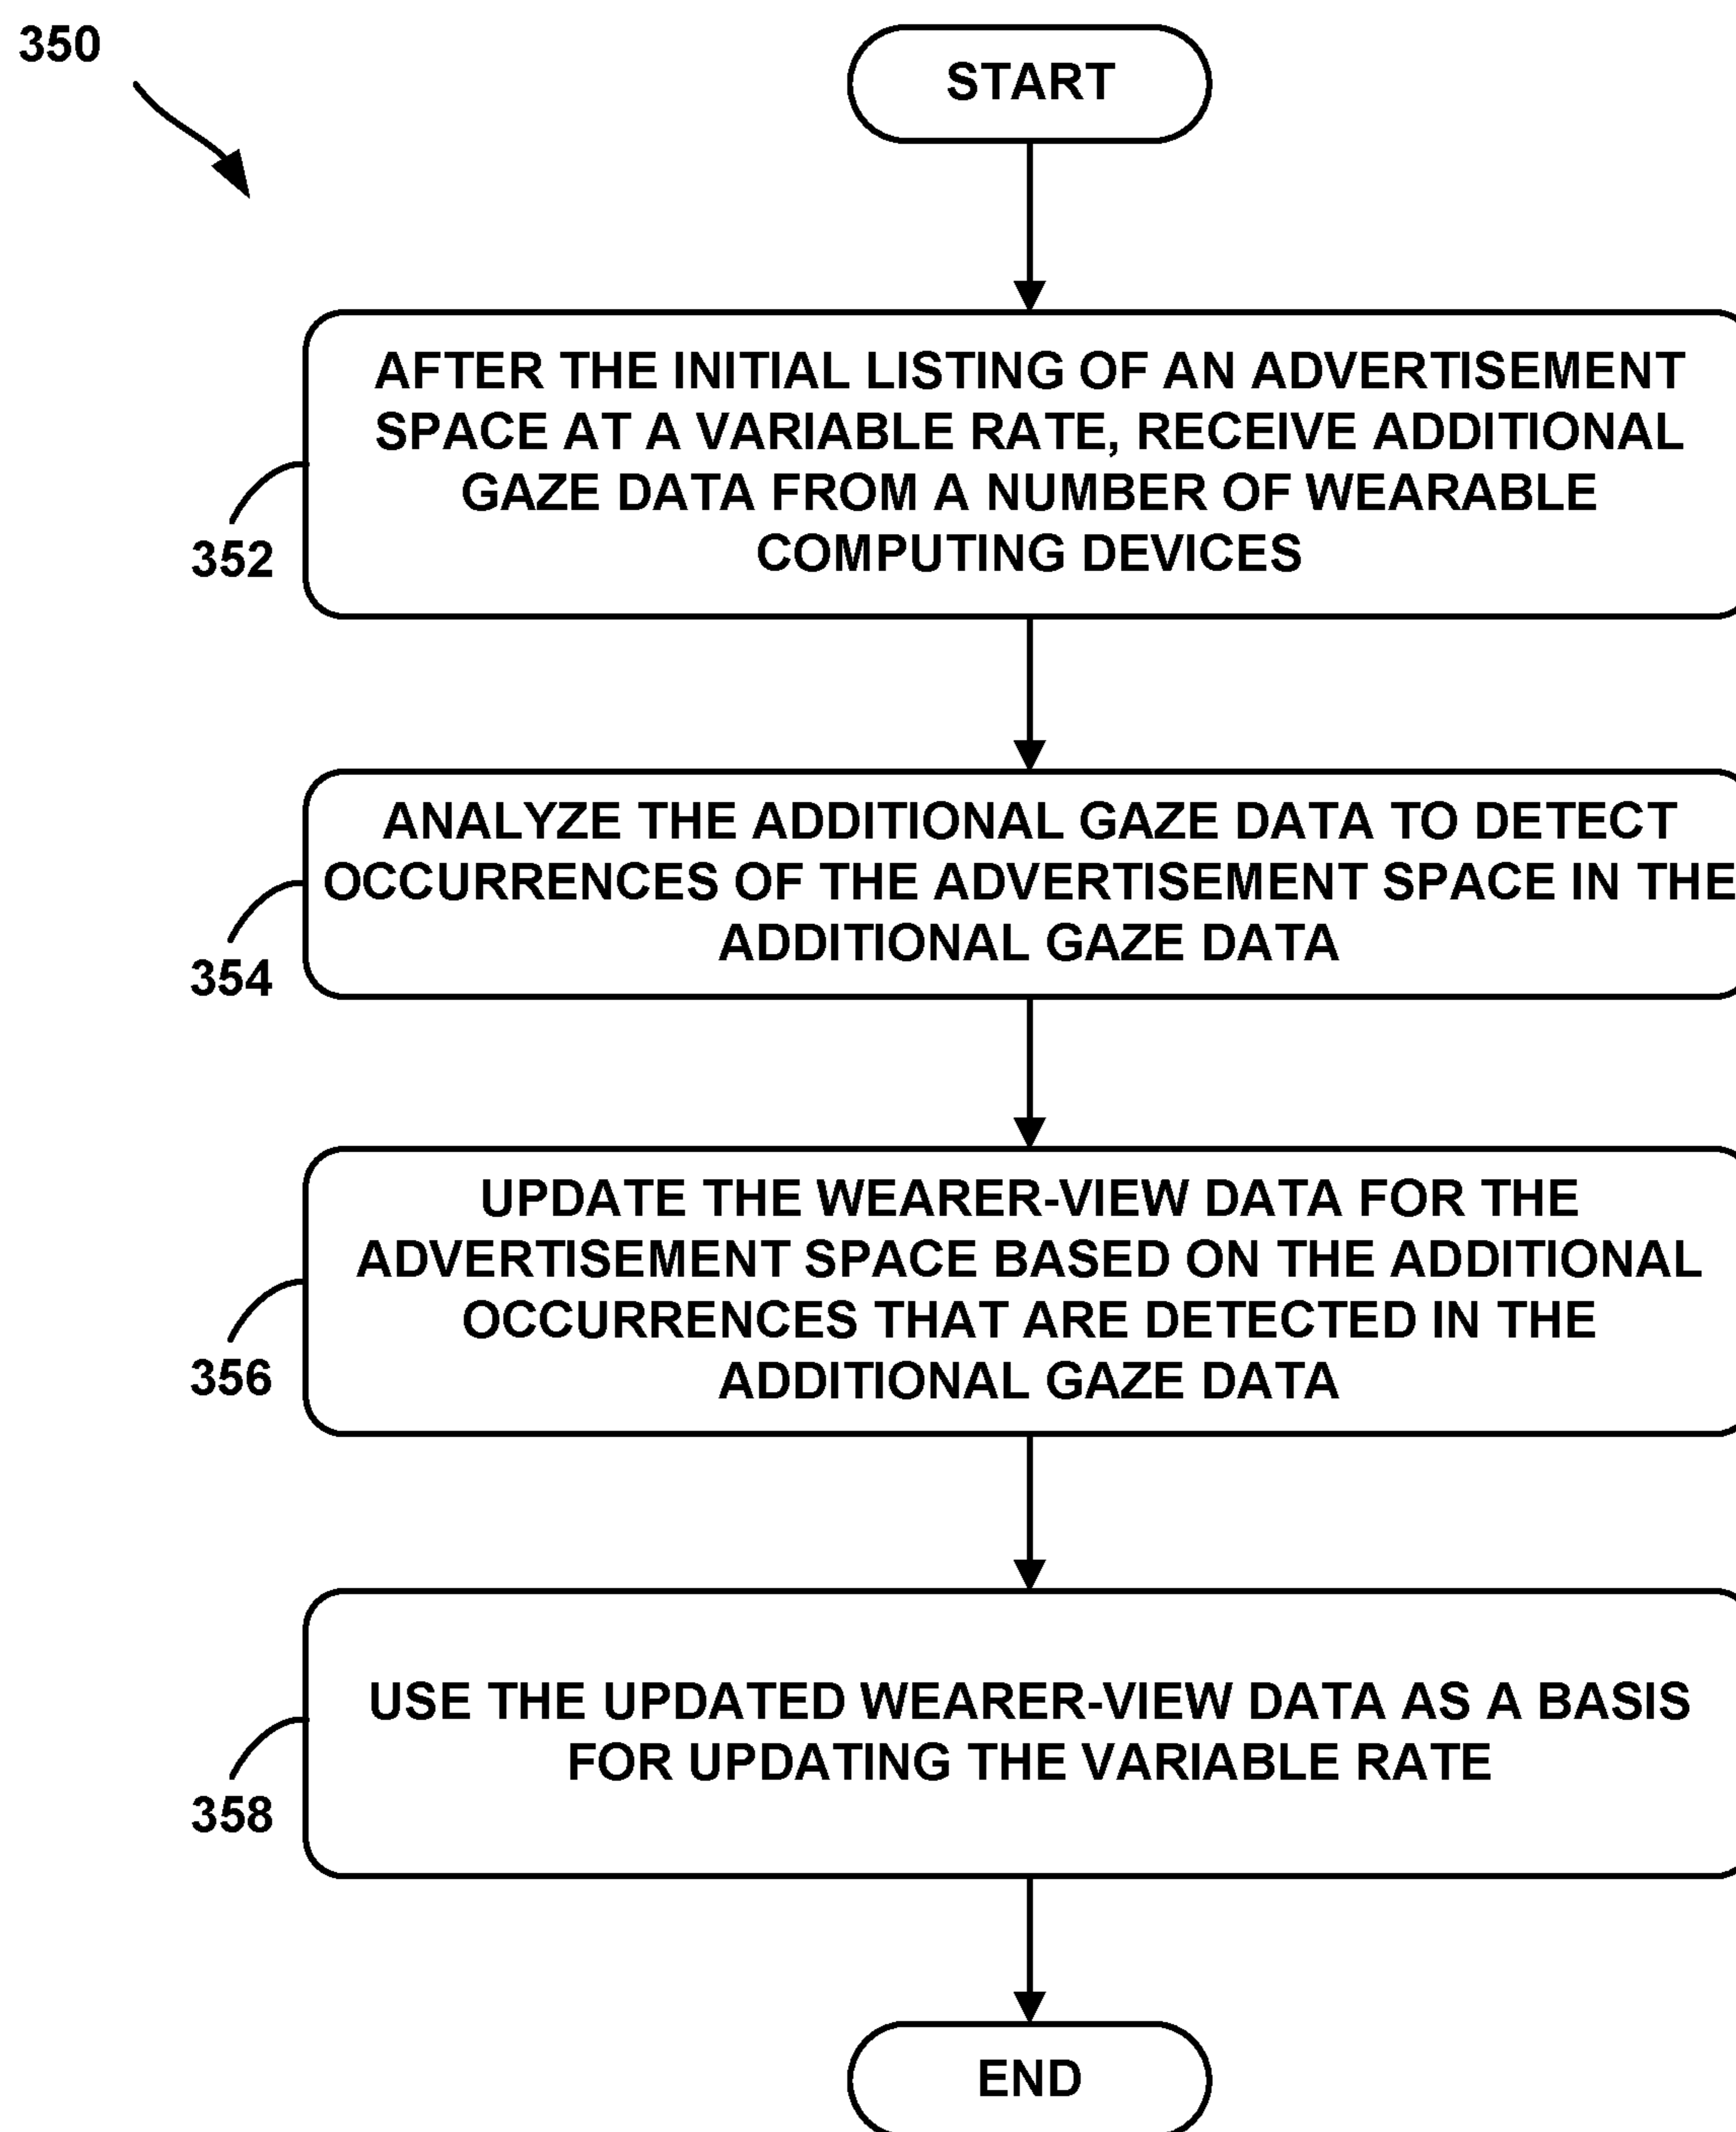 350
START
AFTER THE INITIAL LISTING OF AN ADVERTISEMENT
SPACE AT A VARIABLE RATE, RECEIVE ADDITIONAL
GAZE DATA FROM A NUMBER OF WEARABLE
COMPUTING DEVICES
352
ANALYZE THE ADDITIONAL GAZE DATA TO DETECT
OCCURRENCES OF THE ADVERTISEMENT SPACE IN THE
ADDITIONAL GAZE DATA
354
UPDATE THE WEARER-VIEW DATA FOR THE
ADVERTISEMENT SPACE BASED ON THE ADDITIONAL
OCCURRENCES THAT ARE DETECTED IN THE
ADDITIONAL GAZE DATA
356
USE THE UPDATED WEARER-VIEW DATA AS A BASIS
FOR UPDATING THE VARIABLE RATE
358
END